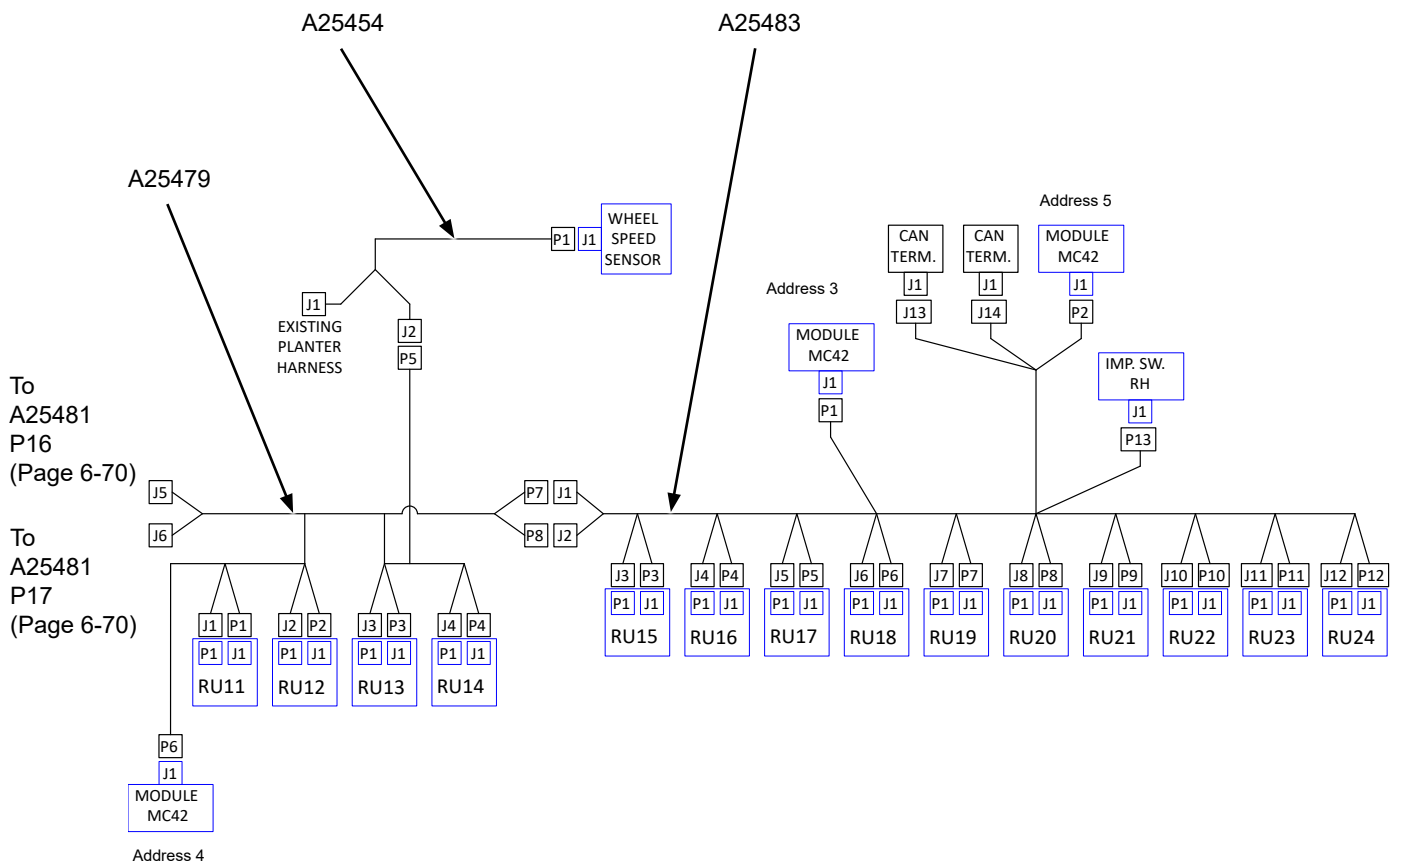 A25454
A25483
A25479
Address 5
WHEEL
SPEED
SENSOR
P1 J1
CAN
TERM.
J1
J13
CAN
TERM.
J1
J14
MODULE
MC42
J1
P2
Address 3
MODULE
MC42
J1
P1
J1
EXISTING
PLANTER
HARNESS
J2
P5
IMP. SW.
RH
J1
P13
To
A25481
P16
(Page 6-70)
To
A25481
P17
(Page 6-70)
J5
J6
P7 J1
P8 J2
J3 P3 J4 P4 J5 P5 J6 P6 J7 P7 J8 P8 J9 P9 J10 P10 J11 P11 J12 P12
P1 J1 P1 J1 P1 J1 P1 J1 P1 J1 P1 J1 P1 J1 P1 J1 P1 J1 P1 J1
RU15 RU16 RU17 RU18 RU19 RU20 RU21 RU22 RU23 RU24
J1 P1 J2 P2 J3 P3 J4 P4
P1 J1 P1 J1 P1 J1 P1 J1
RU11 RU12 RU13 RU14
P6
J1
MODULE
MC42
Address 4